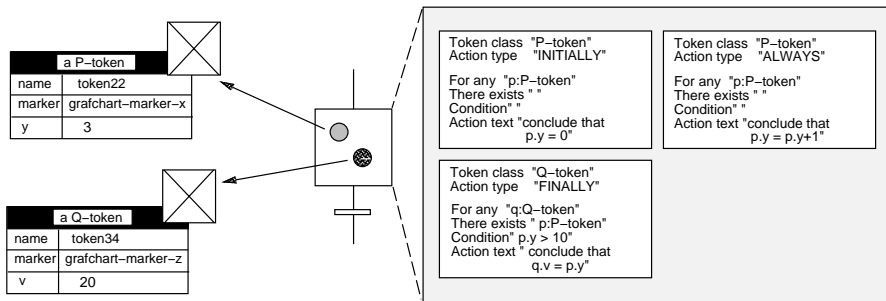 a P−token
name token22
marker grafchart−marker−x
y 3
a Q−token
name token34
marker grafchart−marker−z
v 20
Token class "P−token"
Action type "INITIALLY"
For any "p:P−token"
There exists " "
Condition" "
Action text "conclude that
p.y = 0"
Token class "P−token"
Action type "ALWAYS"
For any "p:P−token"
There exists " "
Condition" "
Action text "conclude that
p.y = p.y+1"
Token class "Q−token"
Action type "FINALLY"
For any "q:Q−token"
There exists " p:P−token"
Condition" p.y > 10"
Action text " conclude that
q.v = p.y"